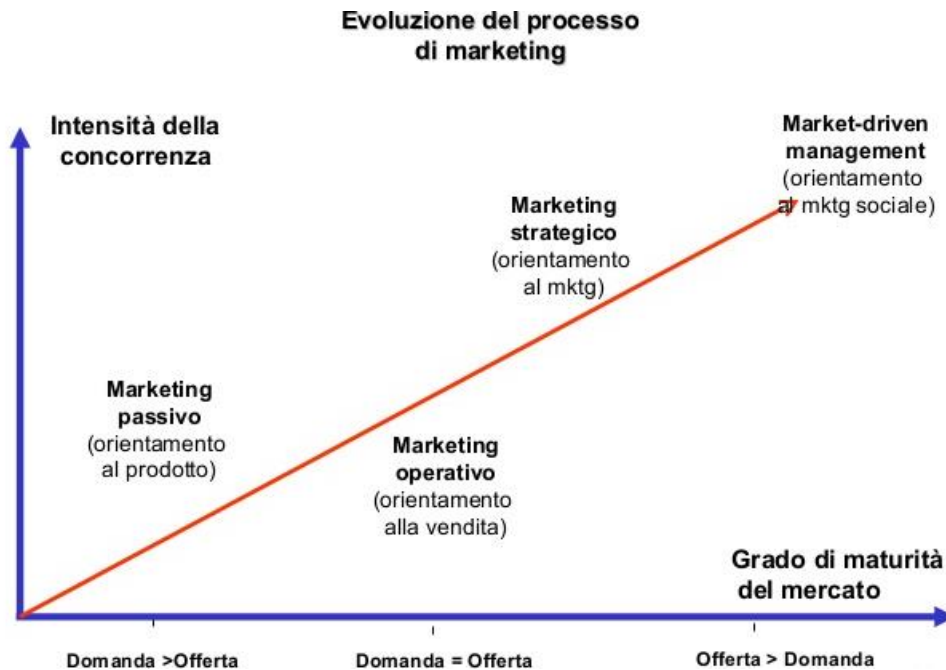 Evoluzione del processo
di marketing
Intensità della
concorrenza
Market-driven
management
(orientamento
al mktg sociale)
Marketing
strategico
(orientamento
al mktg)
Marketing
passivo
(orientamento
al prodotto)
Marketing
operativo
(orientamento
alla vendita)
Grado di maturità
del mercato
Domanda >Offerta
Domanda = Offerta
Offerta > Domanda